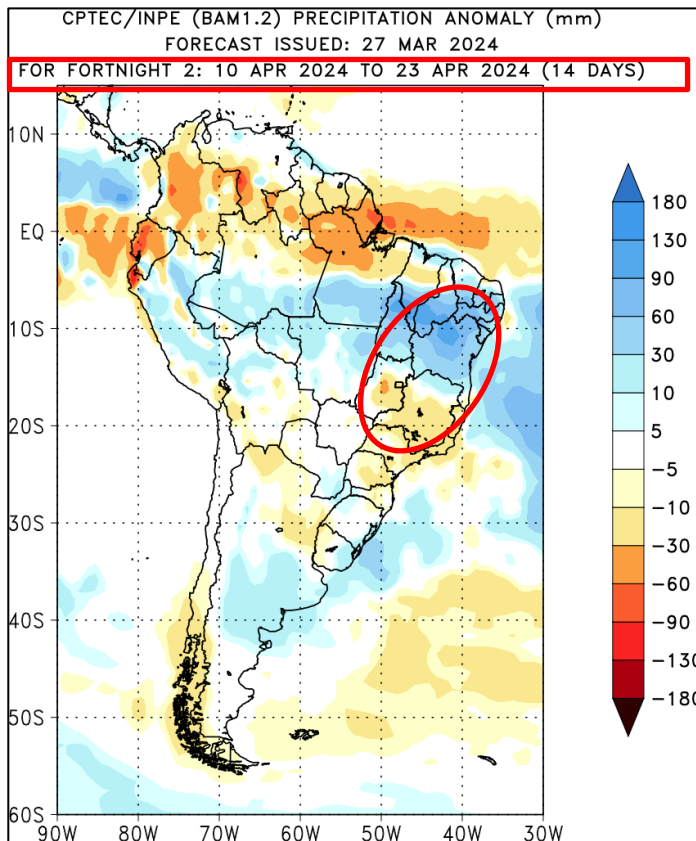 CPTEC/INPE (BAM1.2) PRECIPITATION ANOMALY (mm)
FORECAST ISSUED: 27 MAR 2024
FOR FORTNIGHT 2: 10 APR 2024 TO 23 APR 2024 (14 DAYS)
10N
EQ
10S
20S
30S
40S
50S
60S
90W 80W 70W 60W 50W 40W 30W
180
130
90
60
30
10
5
−5
−10
−30
−60
−90
−130
−180